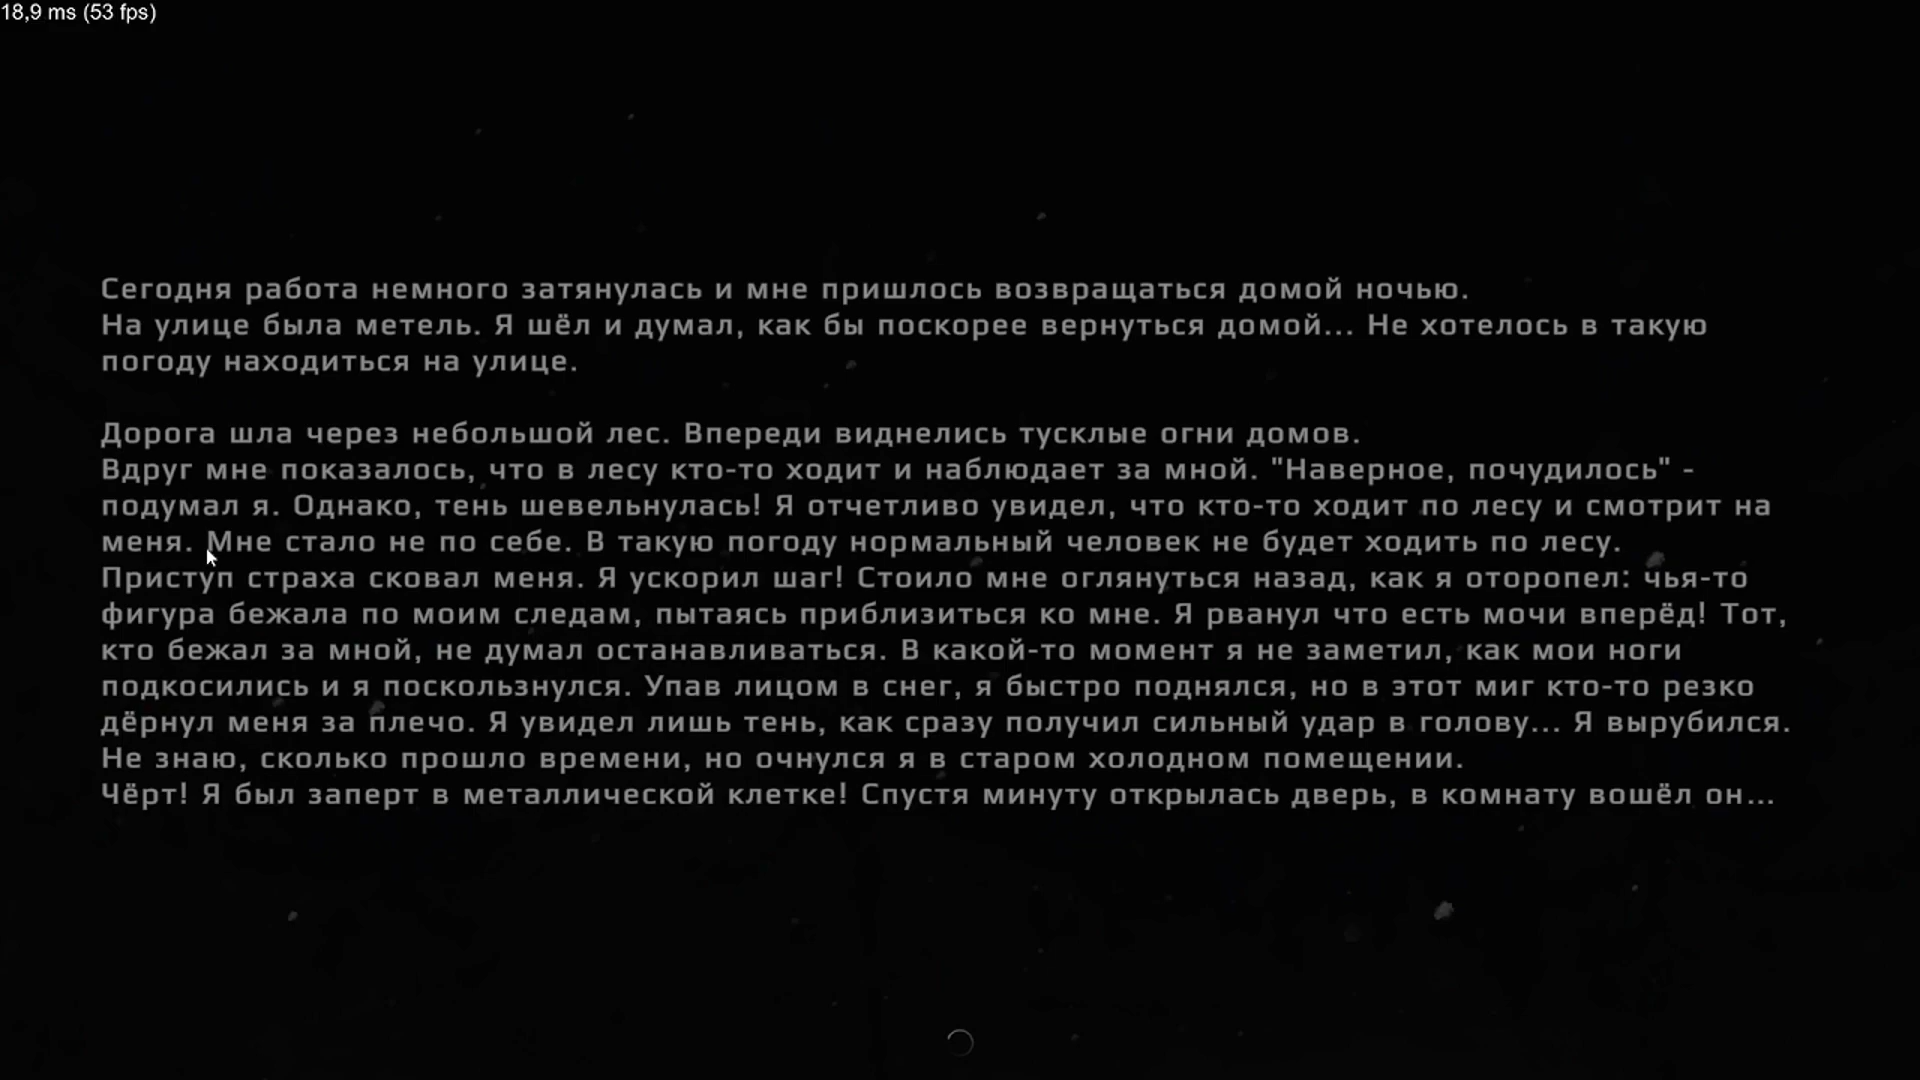 18,9 ms (53 fps)
Сегодня работа немного затянулась и мне пришлось возвращаться домой ночью.
На улице была метель. Я шёл и думал, как бы поскорее вернуться домой... Не хотелось в такую
погоду находиться на улице.
Дорога шла через небольшой лес. Впереди виднелись тусклые огни домов.
Вдруг мне показалось, что в лесу кто-то ходит и наблюдает за мной. "Наверное, почудилось" -
подумал я. Однако, тень шевельнулась! Я отчетливо увидел, что кто-то ходит по лесу и смотрит на
меня. Мне стало не по себе. В такую погоду нормальный человек не будет ходить по лесу.
Приступ страха сковал меня. Я ускорил шаг! Стоило мне оглянуться назад, как я оторопел: чья-то
фигура бежала по моим следам, пытаясь приблизиться ко мне. Я рванул что есть мочи вперёд! Тот,
кто бежал за мной, не думал останавливаться. В какой-то момент я не заметил, как мои ноги
подкосились и я поскользнулся. Упав лицом в снег, я быстро поднялся, но в этот миг кто-то резко
дёрнул меня за плечо. Я увидел лишь тень, как сразу получил сильный удар в голову... Я вырубился.
Не знаю, сколько прошло времени, но очнулся я в старом холодном помещении.
Чёрт! Я был заперт в металлической клетке! Спустя минуту открылась дверь, в комнату вошёл он...